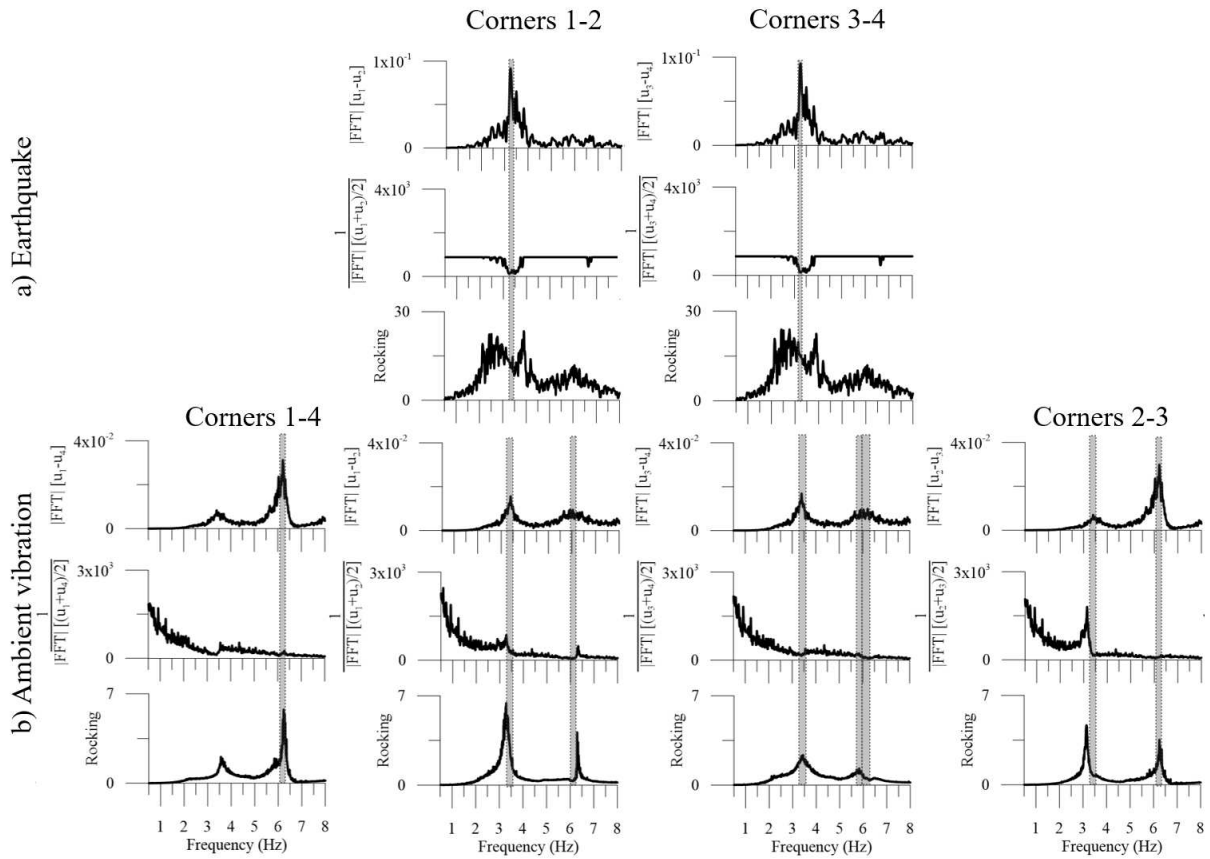 Corners 1-2
Corners 3-4
a) Earthquake
1x10⁻¹
0
|FFT| [u₁-u₂]
1x10⁻¹
0
|FFT| [u₃-u₄]
4x10³
0
1
|FFT| [(u₁+u₂)/2]
4x10³
0
1
|FFT| [(u₃+u₄)/2]
30
15
0
Rocking
30
15
0
Rocking
Corners 1-4
Corners 2-3
b) Ambient vibration
4x10⁻²
0
|FFT| [u₁-u₄]
4x10⁻²
0
|FFT| [u₁-u₂]
4x10⁻²
0
|FFT| [u₃-u₄]
4x10⁻²
0
|FFT| [u₂-u₃]
3x10³
0
1
|FFT| [(u₁+u₄)/2]
3x10³
0
1
|FFT| [(u₁+u₂)/2]
3x10³
0
1
|FFT| [(u₃+u₄)/2]
3x10³
0
1
|FFT| [(u₂+u₃)/2]
7
0
Rocking
7
0
Rocking
7
0
Rocking
7
0
Rocking
1 2 3 4 5 6 7 8
1 2 3 4 5 6 7 8
1 2 3 4 5 6 7 8
1 2 3 4 5 6 7 8
Frequency (Hz)
Frequency (Hz)
Frequency (Hz)
Frequency (Hz)